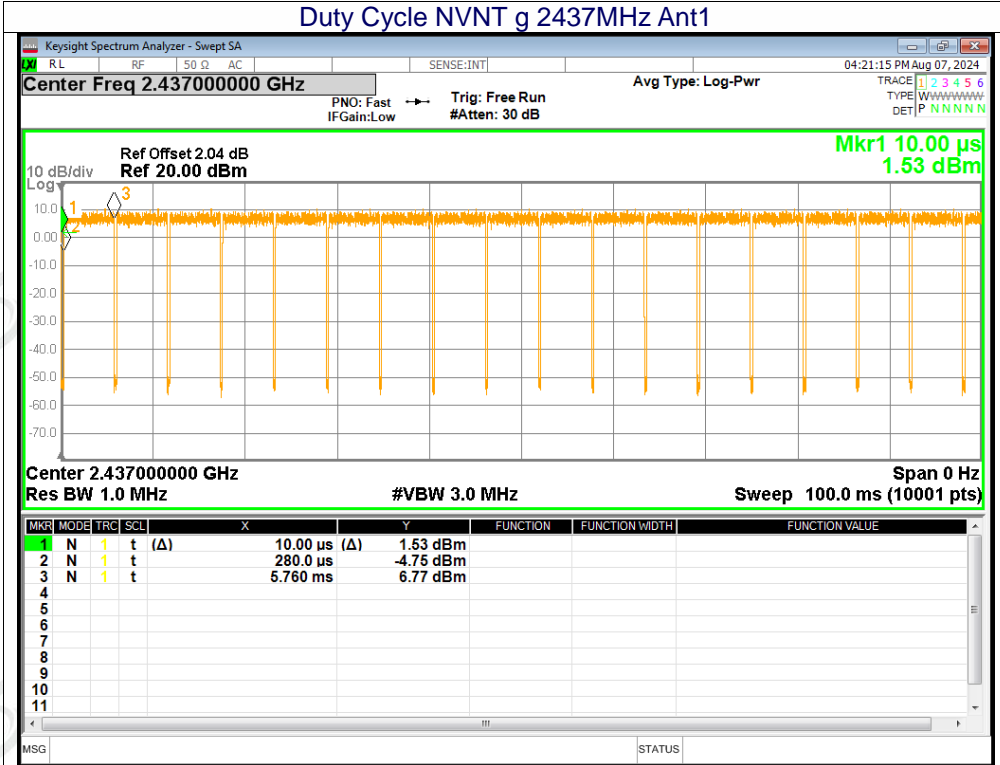 Duty Cycle NVNT g 2437MHz Ant1
Keysight Spectrum Analyzer - Swept SA
LXI RL RF 50 Ω AC SENSE:INT 04:21:15 PM Aug 07, 2024
Center Freq 2.437000000 GHz
PNO: Fast Trig: Free Run Avg Type: Log-Pwr TRACE 1 2 3 4 5 6
IFGain:Low #Atten: 30 dB TYPE WWWWWW
DET P N N N N N
Mkr1 10.00 µs
1.53 dBm
Ref Offset 2.04 dB
10 dB/div Ref 20.00 dBm
Log
1 2 3
10.0
0.00
-10.0
-20.0
-30.0
-40.0
-50.0
-60.0
-70.0
Center 2.437000000 GHz Span 0 Hz
Res BW 1.0 MHz #VBW 3.0 MHz Sweep 100.0 ms (10001 pts)
MKR MODE TRC SCL X Y FUNCTION FUNCTION WIDTH FUNCTION VALUE
1 N 1 t (Δ) 10.00 µs (Δ) 1.53 dBm
2 N 1 t 280.0 µs -4.75 dBm
3 N 1 t 5.760 ms 6.77 dBm
4
5
6
7
8
9
10
11
MSG STATUS